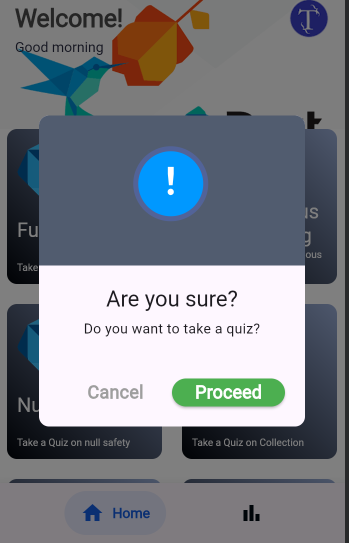 Welcome!
Good morning
T
Fu
us
g
Take
ous
!
Are you sure?
Do you want to take a quiz?
Cancel
Proceed
Nu
Take a Quiz on null safety
Take a Quiz on Collection
Home